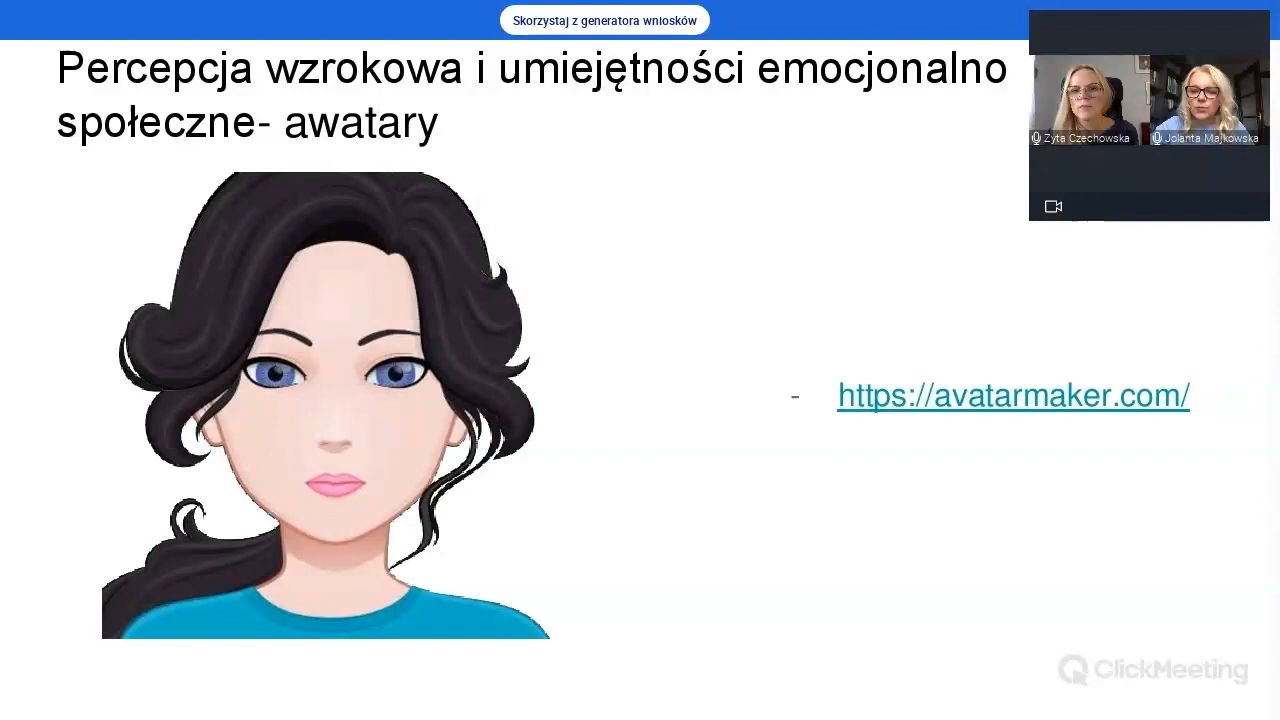 Skorzystaj z generatora wniosków
Percepcja wzrokowa i umiejętności emocjonalno
społeczne- awatary
Zyta Czechowska
Jolanta Majkowska
- https://avatarmaker.com/
ClickMeeting